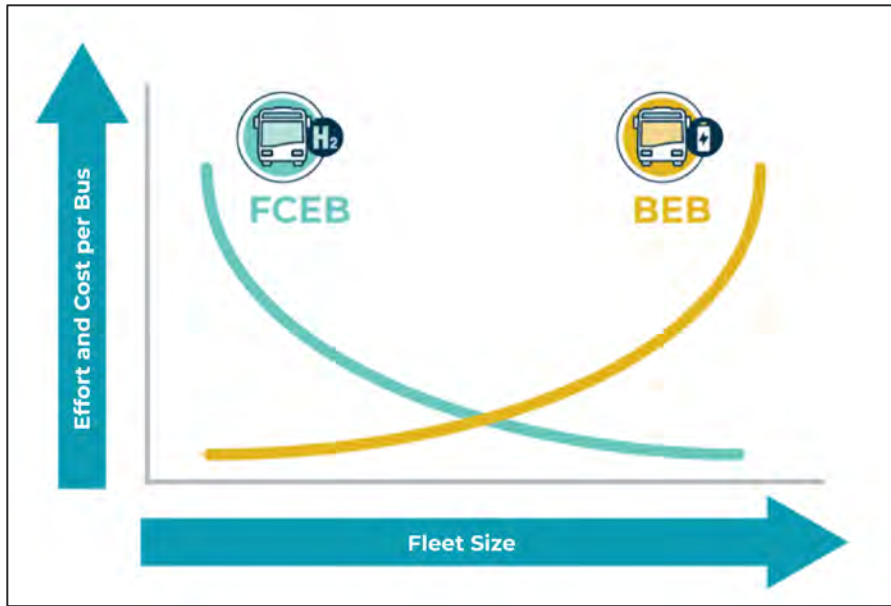 Effort and Cost per Bus
H₂
FCEB
BEB
Fleet Size